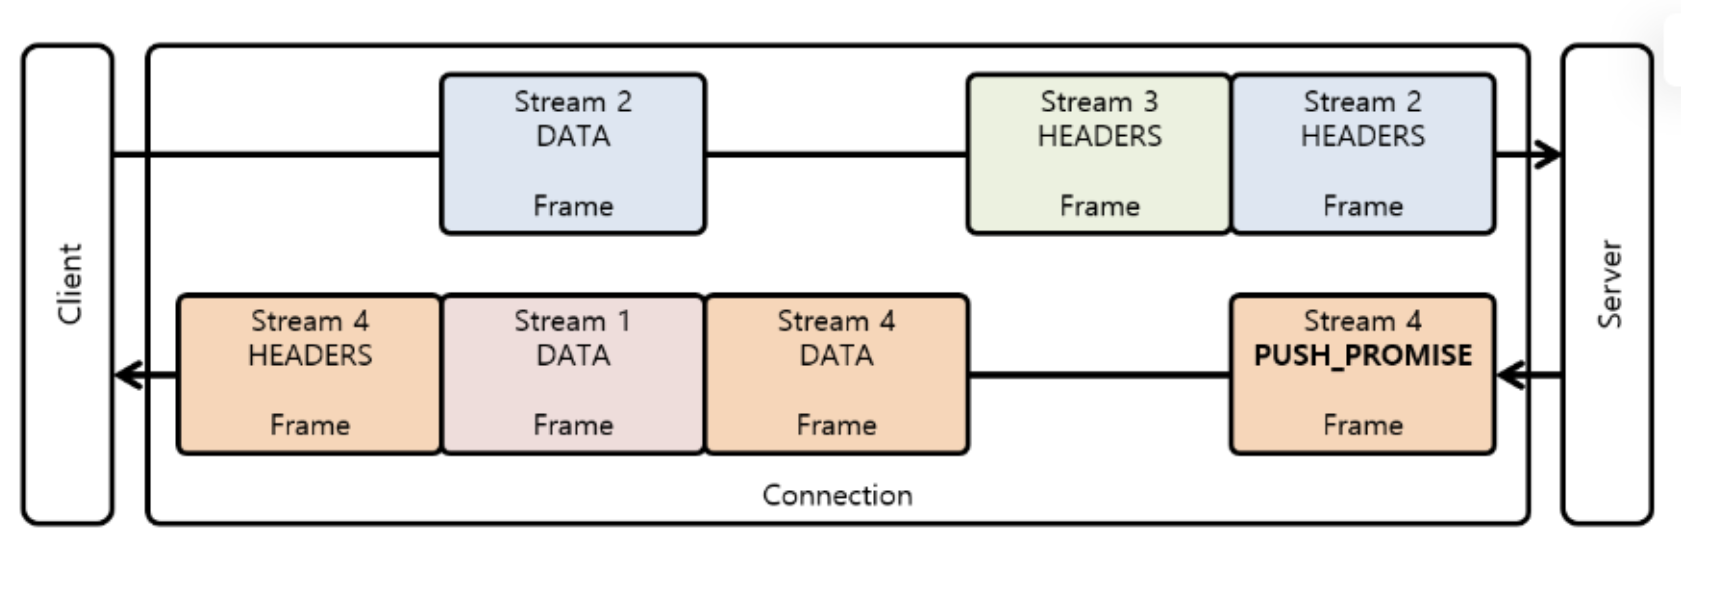 Client
Stream 2
DATA
Frame
Stream 3
HEADERS
Frame
Stream 2
HEADERS
Frame
Stream 4
HEADERS
Frame
Stream 1
DATA
Frame
Stream 4
DATA
Frame
Stream 4
PUSH_PROMISE
Frame
Connection
Server